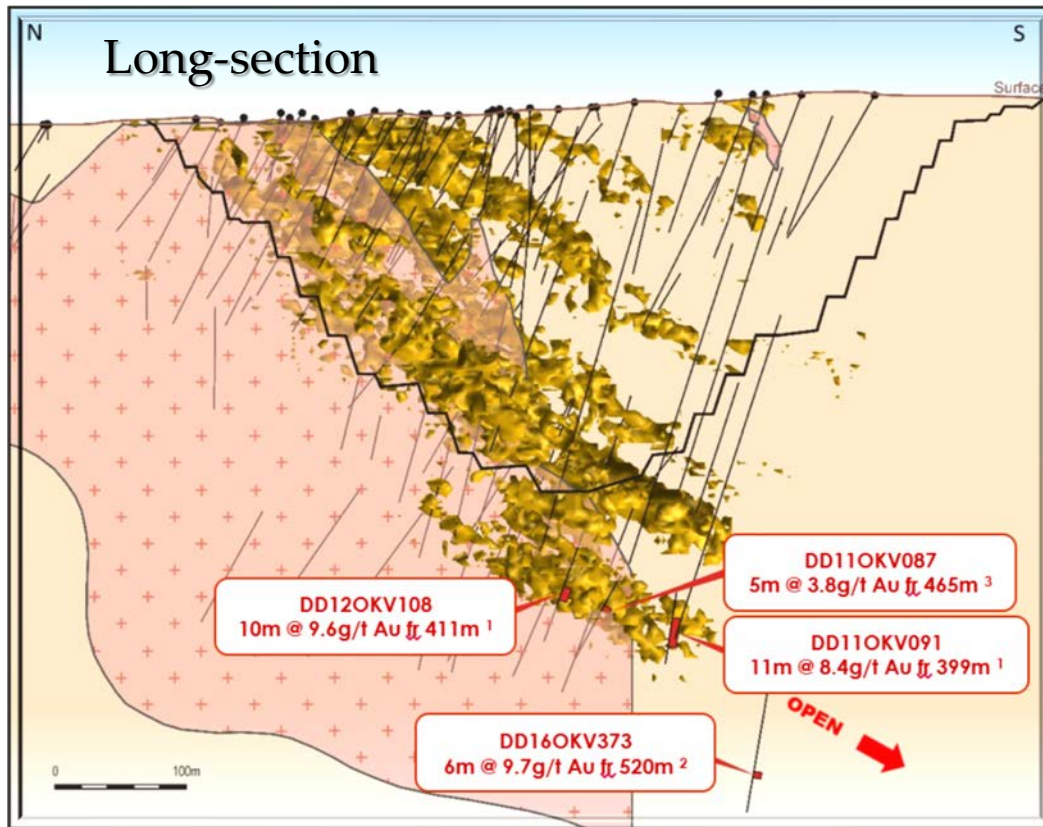 N
S
Long-section
Surface
DD11OKV087
5m @ 3.8g/t Au fr 465m ³
DD12OKV108
10m @ 9.6g/t Au fr 411m ¹
DD11OKV091
11m @ 8.4g/t Au fr 399m ¹
OPEN
DD16OKV373
6m @ 9.7g/t Au fr 520m ²
0
100m